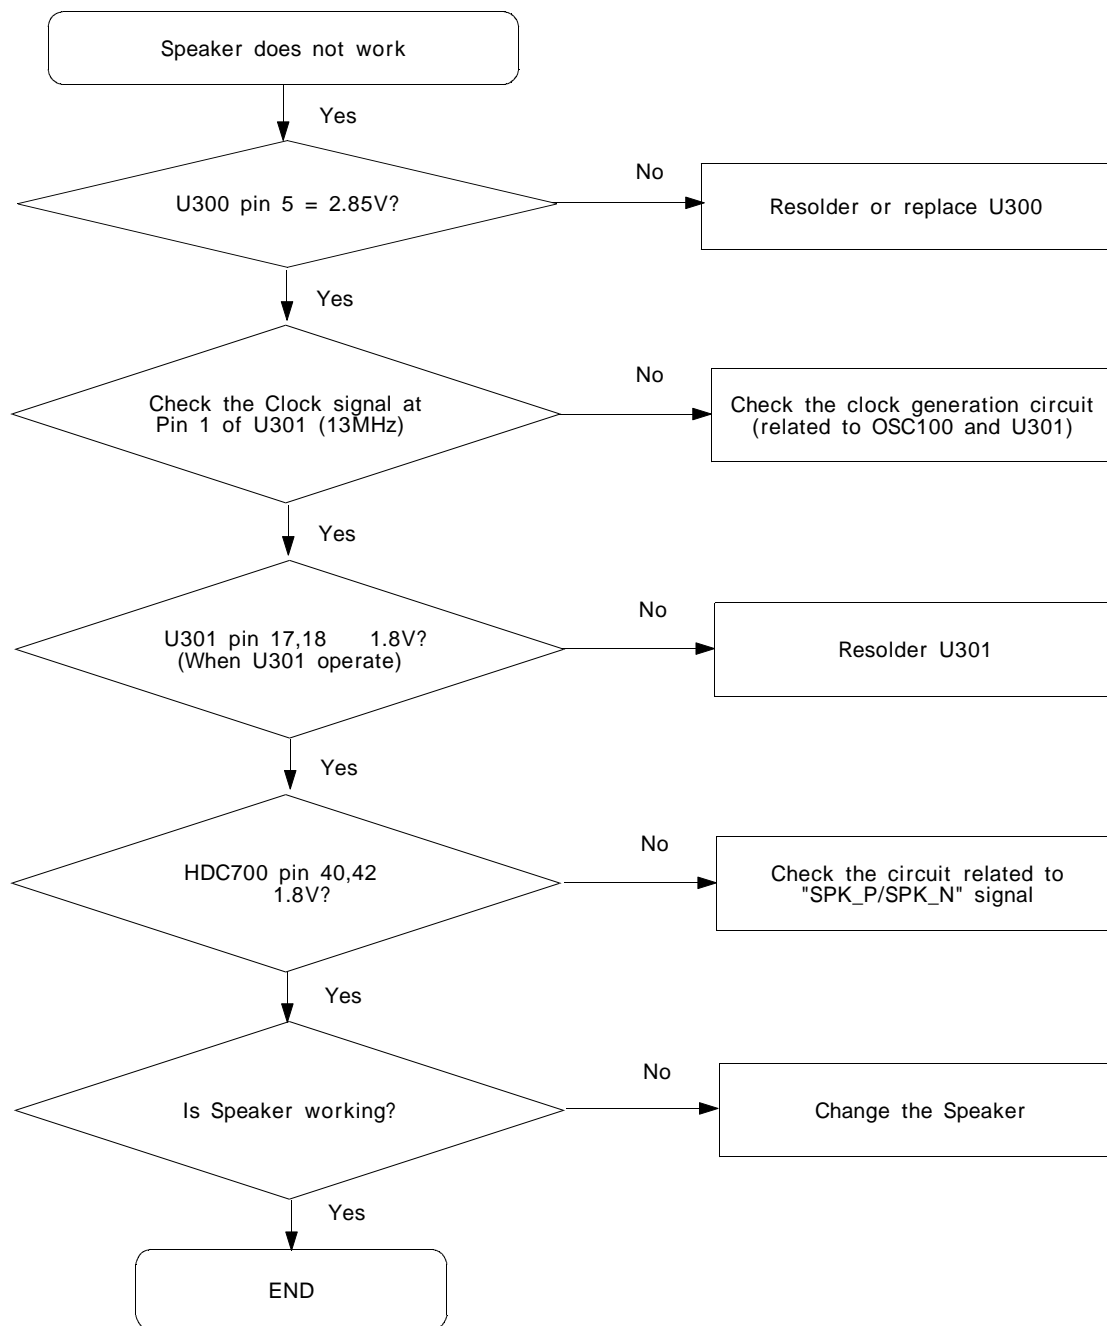 Speaker does not work
Yes
U300 pin 5 = 2.85V?
No
Resolder or replace U300
Yes
Check the Clock signal at
Pin 1 of U301 (13MHz)
No
Check the clock generation circuit
(related to OSC100 and U301)
Yes
U301 pin 17,18 1.8V?
(When U301 operate)
No
Resolder U301
Yes
HDC700 pin 40,42
1.8V?
No
Check the circuit related to
"SPK_P/SPK_N" signal
Yes
Is Speaker working?
No
Change the Speaker
Yes
END